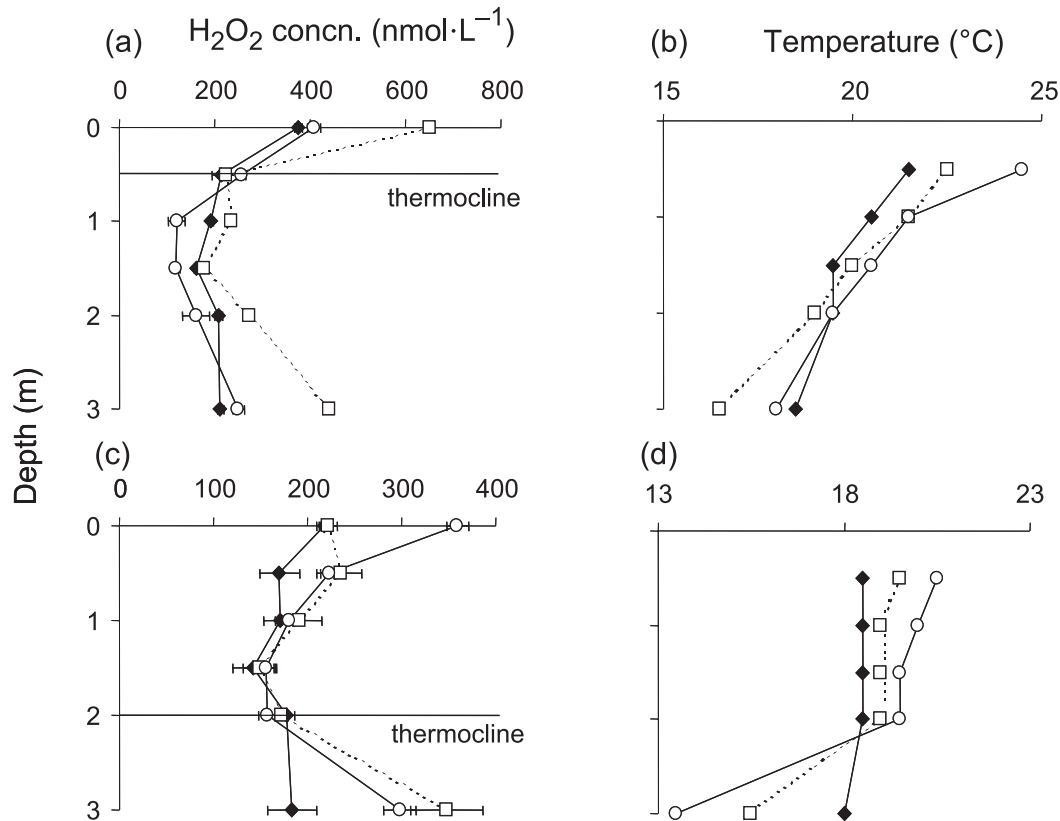 (a) H₂O₂ concn. (nmol·L⁻¹)
0 200 400 600 800
0
thermocline
1
2
3
(b) Temperature (°C)
15 20 25
Depth (m)
(c)
0 100 200 300 400
0
1
2
thermocline
3
(d)
13 18 23